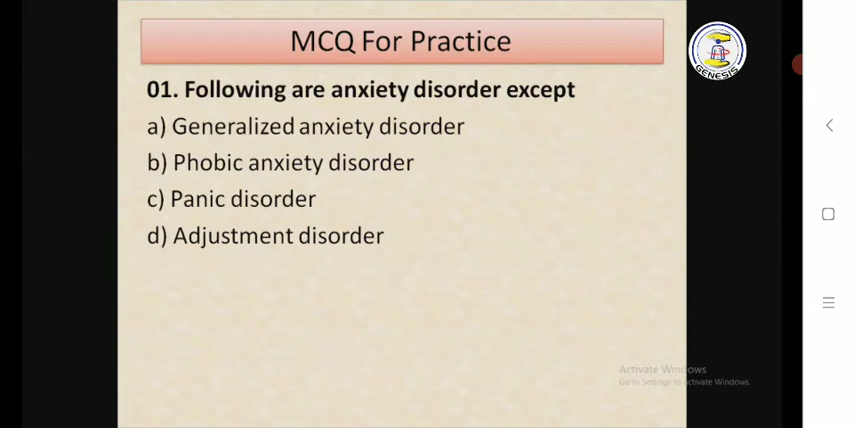 MCQ For Practice
GENESIS
01. Following are anxiety disorder except
a) Generalized anxiety disorder
b) Phobic anxiety disorder
c) Panic disorder
d) Adjustment disorder
Activate Windows
Go to Settings to activate Windows.